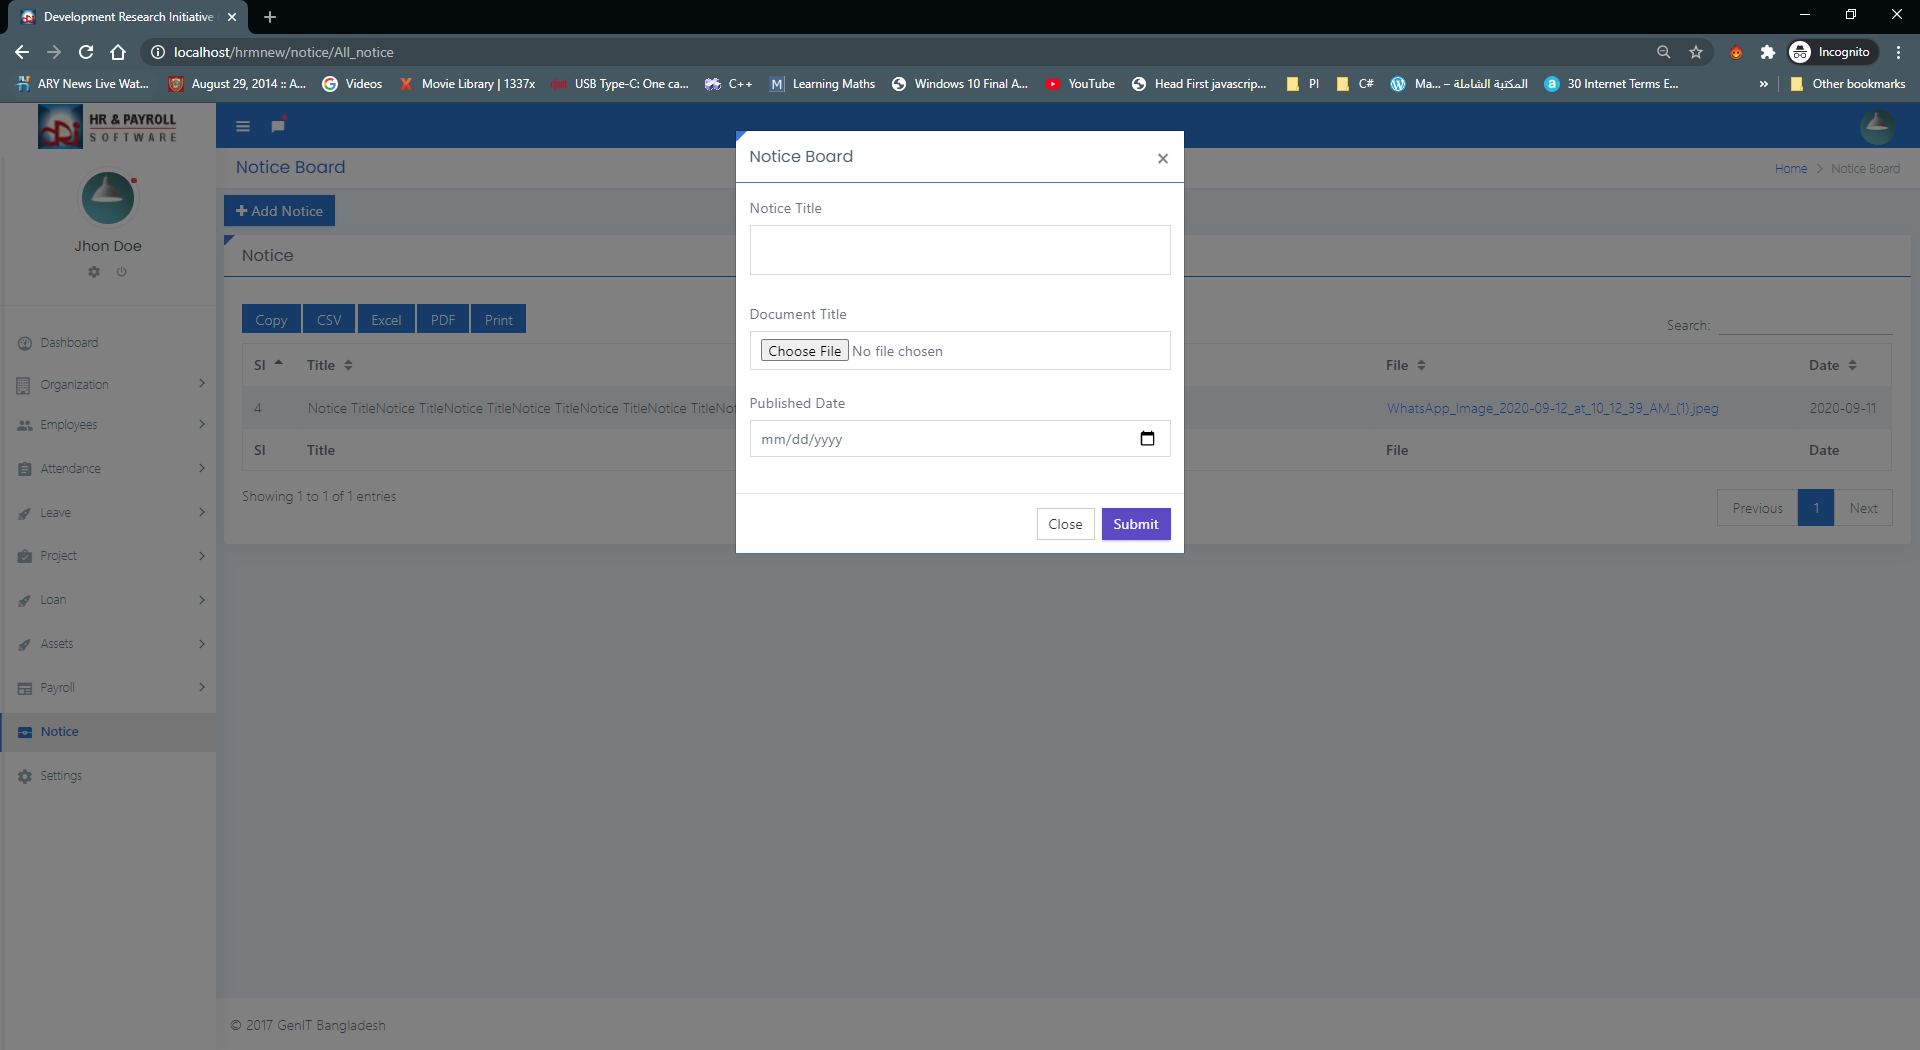 Development Research Initiative
localhost/hrmnew/notice/All_notice
Incognito
ARY News Live Wat...
August 29, 2014 :: A...
Videos
Movie Library | 1337x
USB Type-C: One ca...
C++
Learning Maths
Windows 10 Final A...
YouTube
Head First javascrip...
PI
C#
Ma... – المكتبة الشاملة
30 Internet Terms E...
»
Other bookmarks
HR & PAYROLL
SOFTWARE
Notice Board
Home
Notice Board
Jhon Doe
Add Notice
Notice
Dashboard
Organization
Employees
Attendance
Leave
Project
Loan
Assets
Payroll
Notice
Settings
Copy
CSV
Excel
PDF
Print
Search:
Sl
Title
File
Date
4
Notice TitleNotice TitleNotice TitleNotice TitleNotice TitleNotice TitleNot
WhatsApp_Image_2020-09-12_at_10_12_39_AM_(1).jpeg
2020-09-11
Sl
Title
File
Date
Showing 1 to 1 of 1 entries
Previous
1
Next
Notice Board
×
Notice Title
Document Title
Choose File No file chosen
Published Date
mm/dd/yyyy
Close
Submit
© 2017 GenIT Bangladesh